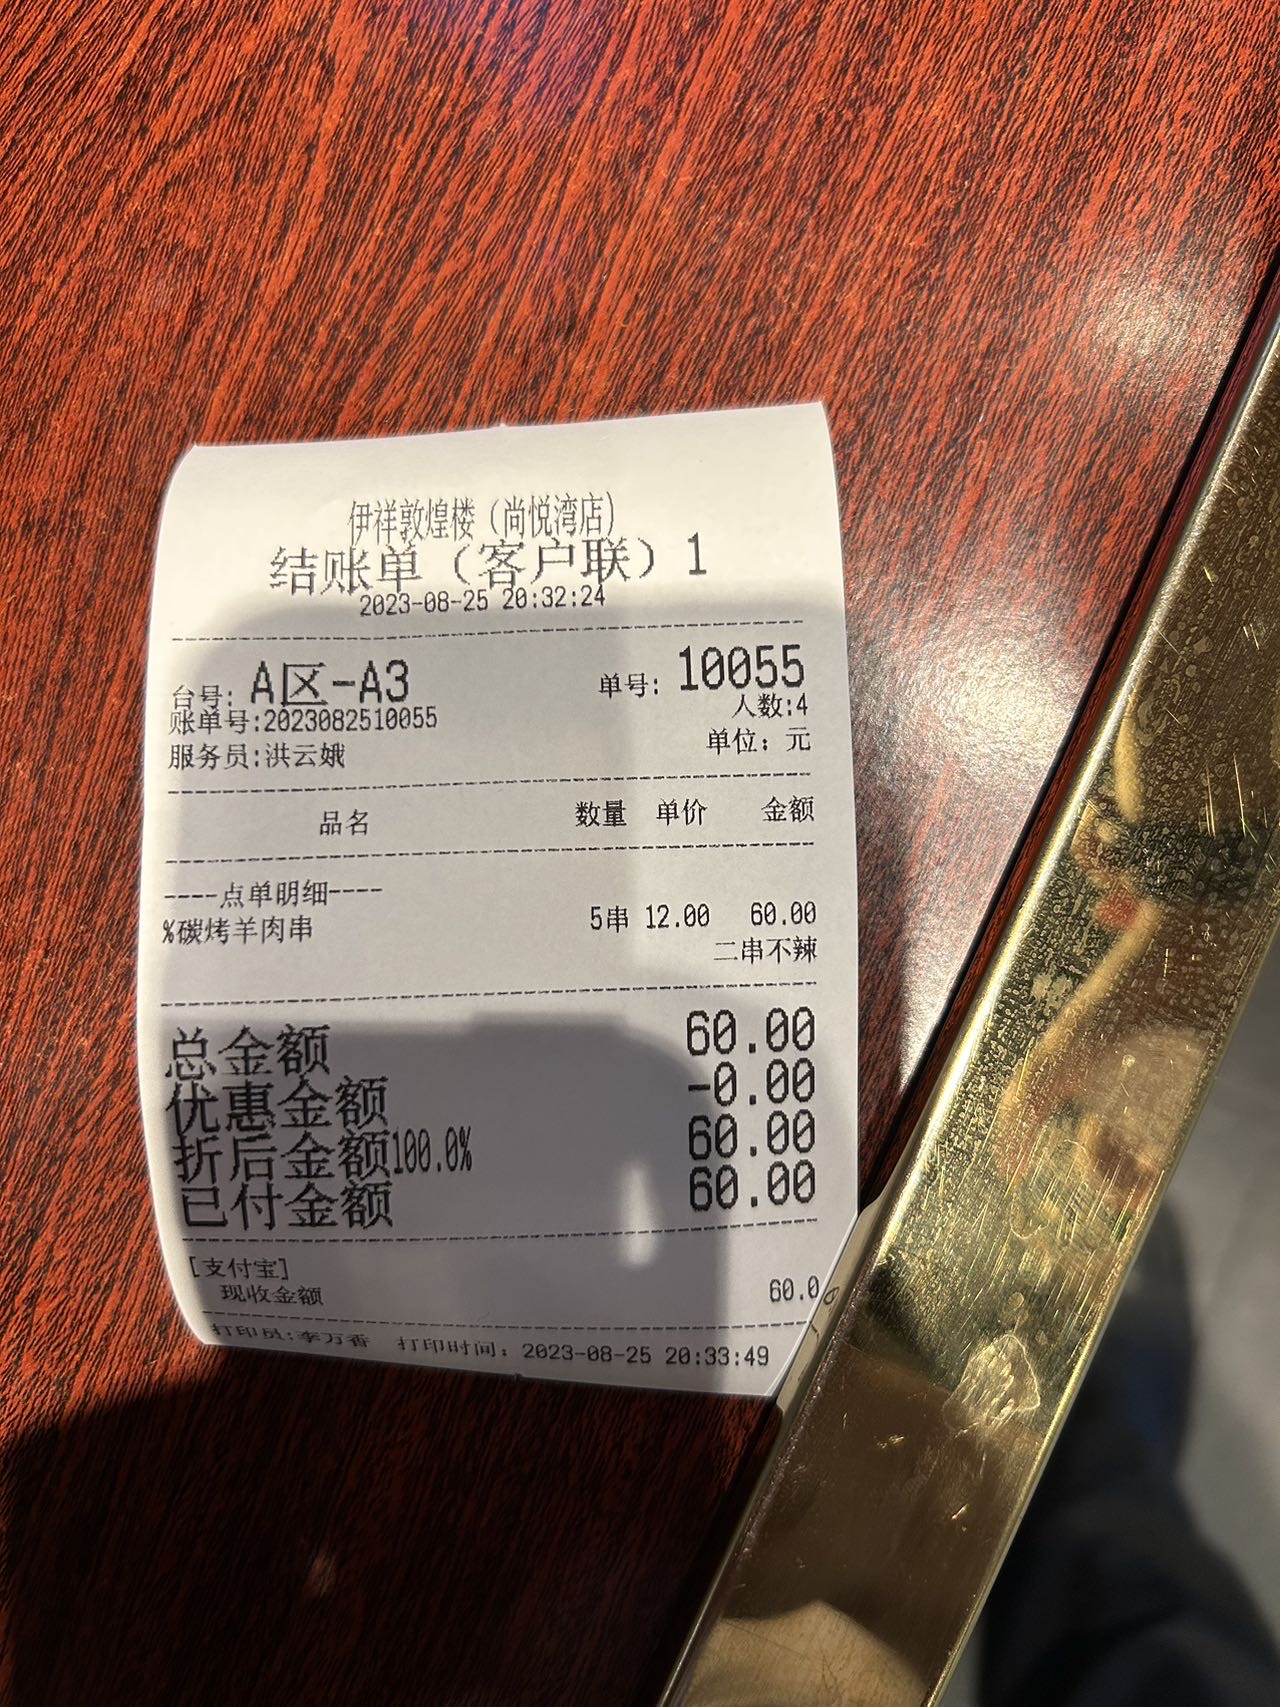 伊祥敦煌楼（尚悦湾店）
结账单（客户联）1
2023-08-25 20:32:24
台号: A区-A3 单号: 10055
人数:4
账单号:2023082510055
单位: 元
服务员:洪云娥
品名 数量 单价 金额
----点单明细----
%碳烤羊肉串 5串 12.00 60.00
二串不辣
总金额 60.00
优惠金额 -0.00
折后金额100.0% 60.00
已付金额 60.00
[支付宝]
现收金额 60.0
打印员:李万香 打印时间: 2023-08-25 20:33:49